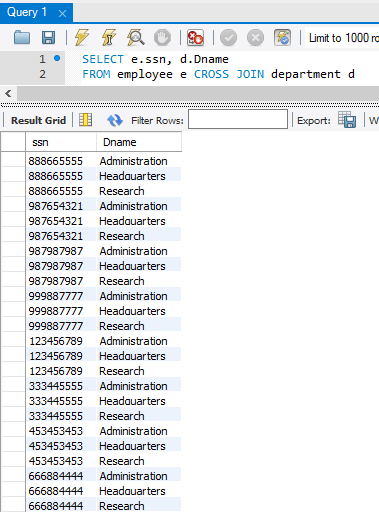 Query 1
Limit to 1000 ro
1 SELECT e.ssn, d.Dname
2 FROM employee e CROSS JOIN department d
Result Grid Filter Rows: Export: W
ssn Dname
888665555 Administration
888665555 Headquarters
888665555 Research
987654321 Administration
987654321 Headquarters
987654321 Research
987987987 Administration
987987987 Headquarters
987987987 Research
999887777 Administration
999887777 Headquarters
999887777 Research
123456789 Administration
123456789 Headquarters
123456789 Research
333445555 Administration
333445555 Headquarters
333445555 Research
453453453 Administration
453453453 Headquarters
453453453 Research
666884444 Administration
666884444 Headquarters
666884444 Research